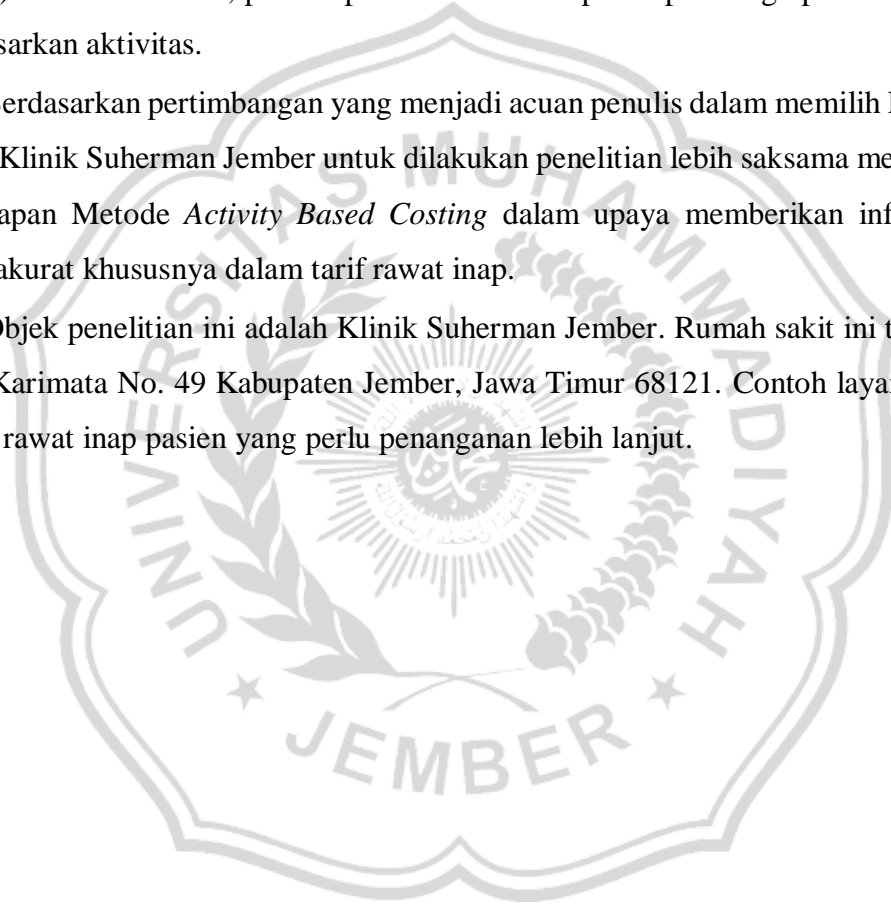 sarkan aktivitas.
Berdasarkan pertimbangan yang menjadi acuan penulis dalam memilih
Klinik Suherman Jember untuk dilakukan penelitian lebih saksama me
apan Metode Activity Based Costing dalam upaya memberikan inf
akurat khususnya dalam tarif rawat inap.
Objek penelitian ini adalah Klinik Suherman Jember. Rumah sakit ini t
Karimata No. 49 Kabupaten Jember, Jawa Timur 68121. Contoh laya
rawat inap pasien yang perlu penanganan lebih lanjut.
UNIVERSITAS MUHAMMADIYAH
JEMBER